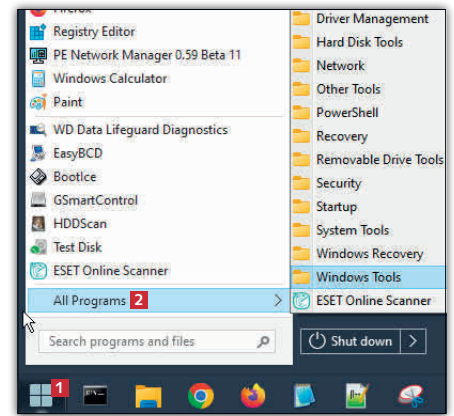 Firefox
Registry Editor
PE Network Manager 0.59 Beta 11
Windows Calculator
Paint
WD Data Lifeguard Diagnostics
EasyBCD
Bootice
GSmartControl
HDDScan
Test Disk
ESET Online Scanner
All Programs 2
Search programs and files
Driver Management
Hard Disk Tools
Network
Other Tools
PowerShell
Recovery
Removable Drive Tools
Security
Startup
System Tools
Windows Recovery
Windows Tools
ESET Online Scanner
Shut down
1